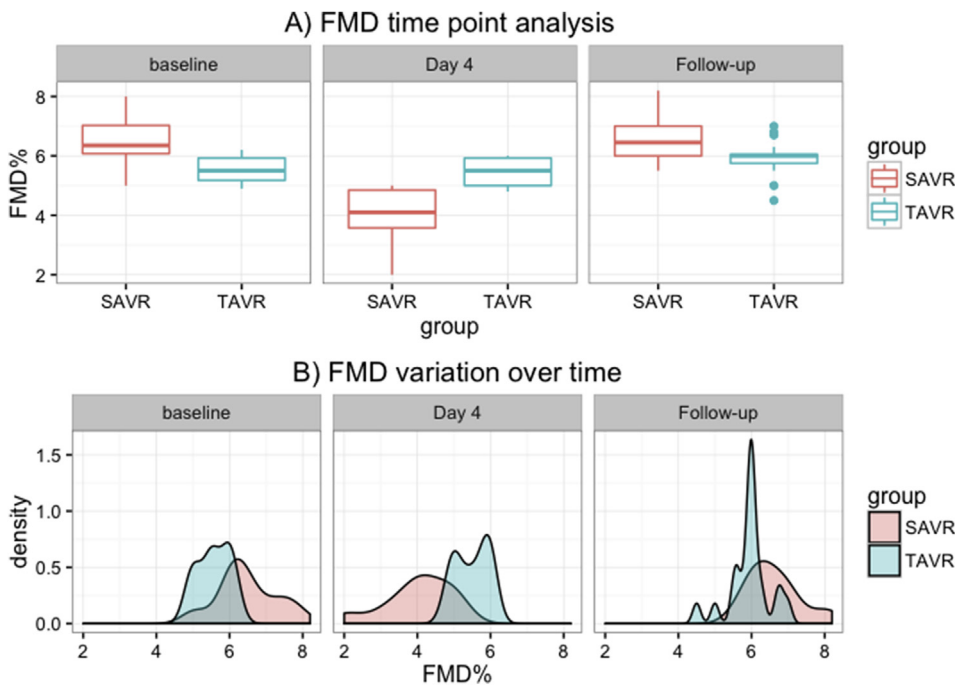 A) FMD time point analysis
baseline Day 4 Follow-up
FMD%
8
6
4
2
SAVR TAVR SAVR TAVR SAVR TAVR
group
group
SAVR
TAVR
B) FMD variation over time
baseline Day 4 Follow-up
density
1.5
1.0
0.5
0.0
2 4 6 8 2 4 6 8 2 4 6 8
FMD%
group
SAVR
TAVR